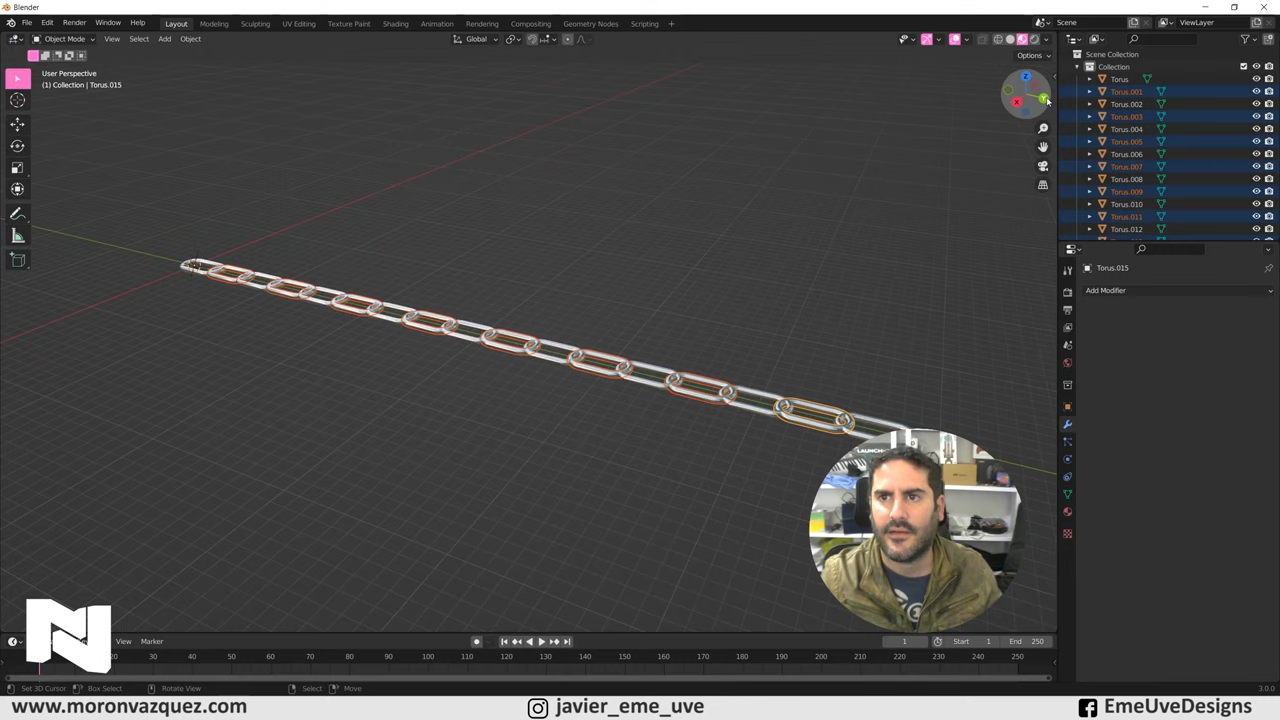 Blender
File Edit Render Window Help Layout Modeling Sculpting UV Editing Texture Paint Shading Animation Rendering Compositing Geometry Nodes Scripting + Scene ViewLayer
Object Mode View Select Add Object Global
Options
User Perspective
(1) Collection | Torus.015
X
Y
Z
Scene Collection
Collection
Torus
Torus.001
Torus.002
Torus.003
Torus.004
Torus.005
Torus.006
Torus.007
Torus.008
Torus.009
Torus.010
Torus.011
Torus.012
Torus.015
Add Modifier
LAUNCH
View Marker
1 Start 1 End 250
20 30 40 50 60 70 80 90 100 110 120 130 140 150 160 170 180 190 200 210 220 230 240 250
Set 3D Cursor Box Select Rotate View Select Move 3.0.0
www.moronvazquez.com javier_eme_uve EmeUveDesigns